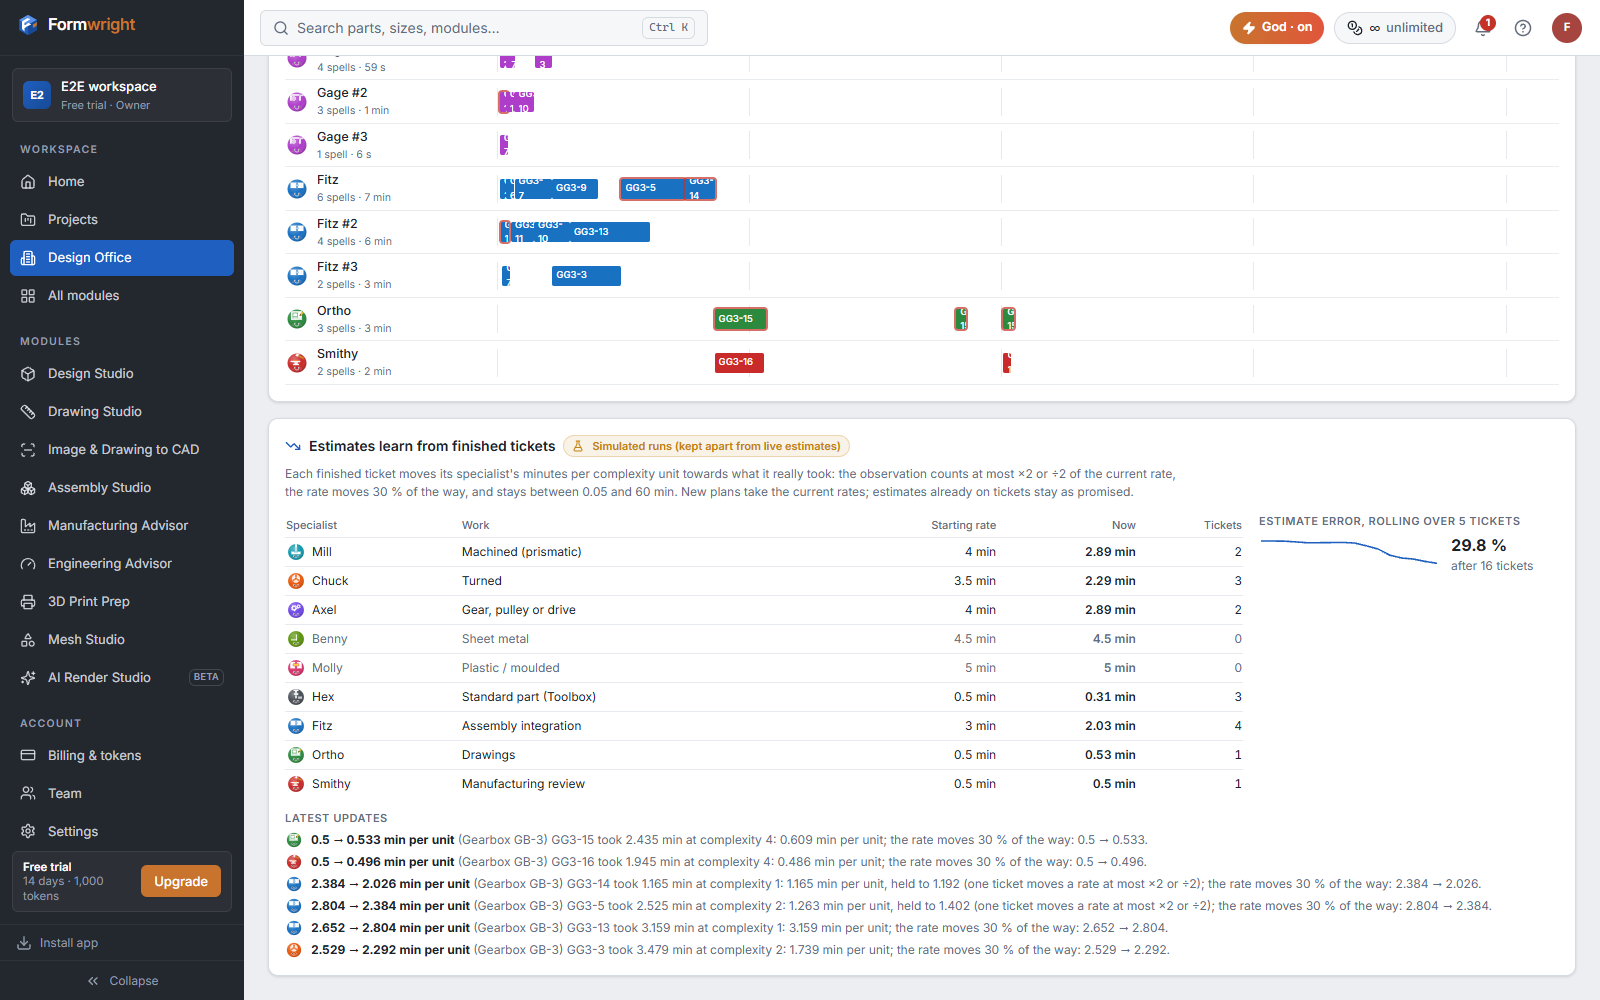 Formwright
Search parts, sizes, modules...
Ctrl K
God · on
∞ unlimited
1
F
E2
E2E workspace
Free trial · Owner
WORKSPACE
Home
Projects
Design Office
All modules
MODULES
Design Studio
Drawing Studio
Image & Drawing to CAD
Assembly Studio
Manufacturing Advisor
Engineering Advisor
3D Print Prep
Mesh Studio
AI Render Studio
BETA
ACCOUNT
Billing & tokens
Team
Settings
Free trial
14 days · 1,000
tokens
Upgrade
Install app
Collapse
4 spells · 59 s
3
Gage #2
3 spells · 1 min
10
Gage #3
1 spell · 6 s
Fitz
6 spells · 7 min
GG3-7
GG3-9
GG3-5
GG3-14
Fitz #2
4 spells · 6 min
11
GG3-10
GG3-13
Fitz #3
2 spells · 3 min
GG3-3
Ortho
3 spells · 3 min
GG3-15
Smithy
2 spells · 2 min
GG3-16
Estimates learn from finished tickets
Simulated runs (kept apart from live estimates)
Each finished ticket moves its specialist's minutes per complexity unit towards what it really took: the observation counts at most ×2 or ÷2 of the current rate,
the rate moves 30 % of the way, and stays between 0.05 and 60 min. New plans take the current rates; estimates already on tickets stay as promised.
Specialist Work Starting rate Now Tickets
Mill Machined (prismatic) 4 min 2.89 min 2
Chuck Turned 3.5 min 2.29 min 3
Axel Gear, pulley or drive 4 min 2.89 min 2
Benny Sheet metal 4.5 min 4.5 min 0
Molly Plastic / moulded 5 min 5 min 0
Hex Standard part (Toolbox) 0.5 min 0.31 min 3
Fitz Assembly integration 3 min 2.03 min 4
Ortho Drawings 0.5 min 0.53 min 1
Smithy Manufacturing review 0.5 min 0.5 min 1
ESTIMATE ERROR, ROLLING OVER 5 TICKETS
29.8 %
after 16 tickets
LATEST UPDATES
0.5 → 0.533 min per unit (Gearbox GB-3) GG3-15 took 2.435 min at complexity 4: 0.609 min per unit; the rate moves 30 % of the way: 0.5 → 0.533.
0.5 → 0.496 min per unit (Gearbox GB-3) GG3-16 took 1.945 min at complexity 4: 0.486 min per unit; the rate moves 30 % of the way: 0.5 → 0.496.
2.384 → 2.026 min per unit (Gearbox GB-3) GG3-14 took 1.165 min at complexity 1: 1.165 min per unit, held to 1.192 (one ticket moves a rate at most ×2 or ÷2); the rate moves 30 % of the way: 2.384 → 2.026.
2.804 → 2.384 min per unit (Gearbox GB-3) GG3-5 took 2.525 min at complexity 2: 1.263 min per unit, held to 1.402 (one ticket moves a rate at most ×2 or ÷2); the rate moves 30 % of the way: 2.804 → 2.384.
2.652 → 2.804 min per unit (Gearbox GB-3) GG3-13 took 3.159 min at complexity 1: 3.159 min per unit; the rate moves 30 % of the way: 2.652 → 2.804.
2.529 → 2.292 min per unit (Gearbox GB-3) GG3-3 took 3.479 min at complexity 2: 1.739 min per unit; the rate moves 30 % of the way: 2.529 → 2.292.